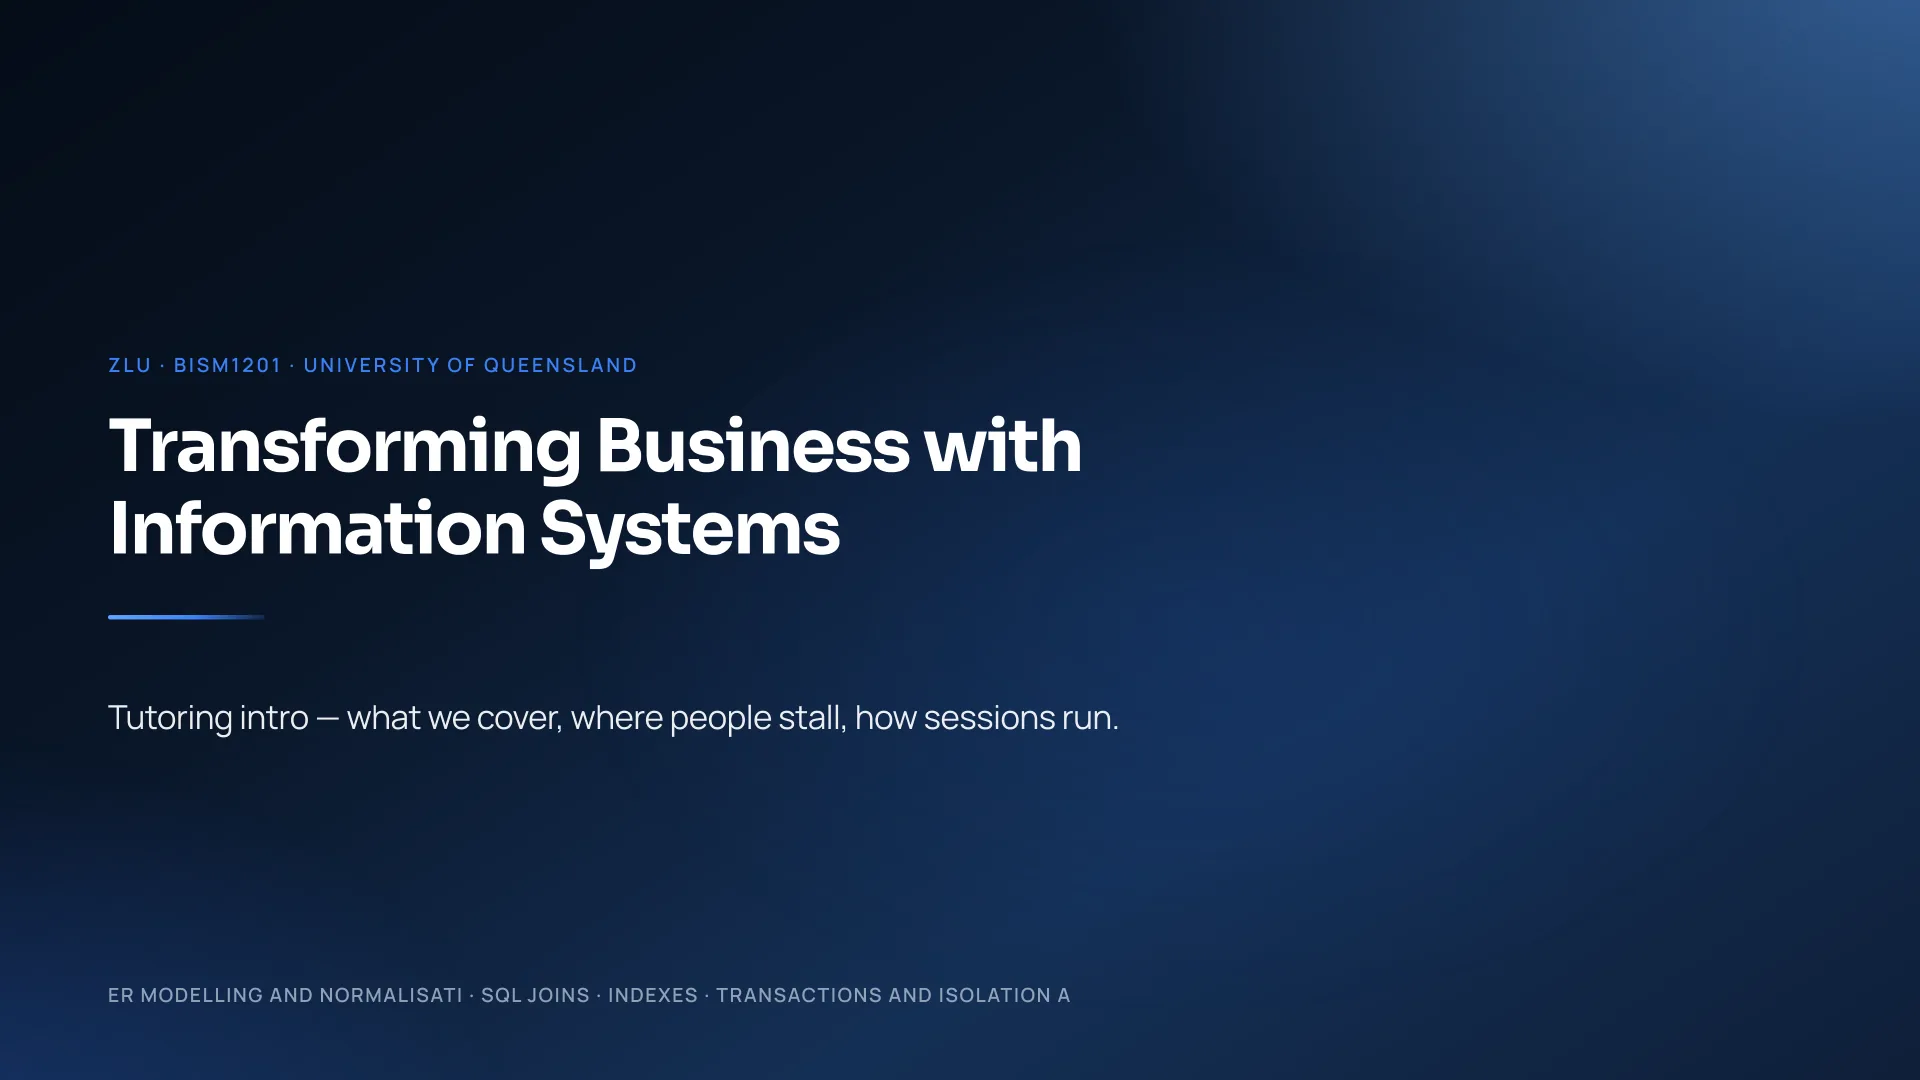 ZLU · BISM1201 · UNIVERSITY OF QUEENSLAND
Transforming Business with
Information Systems
Tutoring intro — what we cover, where people stall, how sessions run.
ER MODELLING AND NORMALISATI · SQL JOINS · INDEXES · TRANSACTIONS AND ISOLATION A